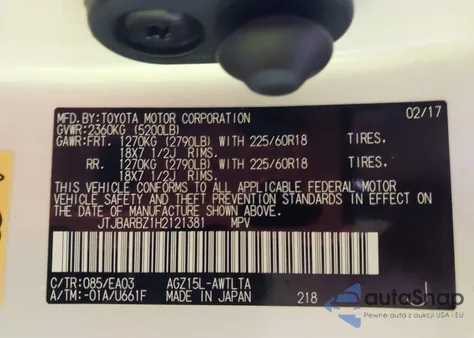 MFD.BY:TOYOTA MOTOR CORPORATION 02/17
GVWR:2360KG (5200LB)
GAWR:FRT. 1270KG (2790LB) WITH 225/60R18 TIRES.
18X7 1/2J RIMS.
RR. 1270KG (2790LB) WITH 225/60R18 TIRES.
18X7 1/2J RIMS.
THIS VEHICLE CONFORMS TO ALL APPLICABLE FEDERAL MOTOR
VEHICLE SAFETY AND THEFT PREVENTION STANDARDS IN EFFECT ON
THE DATE OF MANUFACTURE SHOWN ABOVE.
JTJBARBZ1H2121381 MPV
C/TR:085/EA03 AGZ15L-AWTLTA
A/TM:-01A/U661F MADE IN JAPAN 218 J
autaShop
Pewne auta z aukcji USA - EU